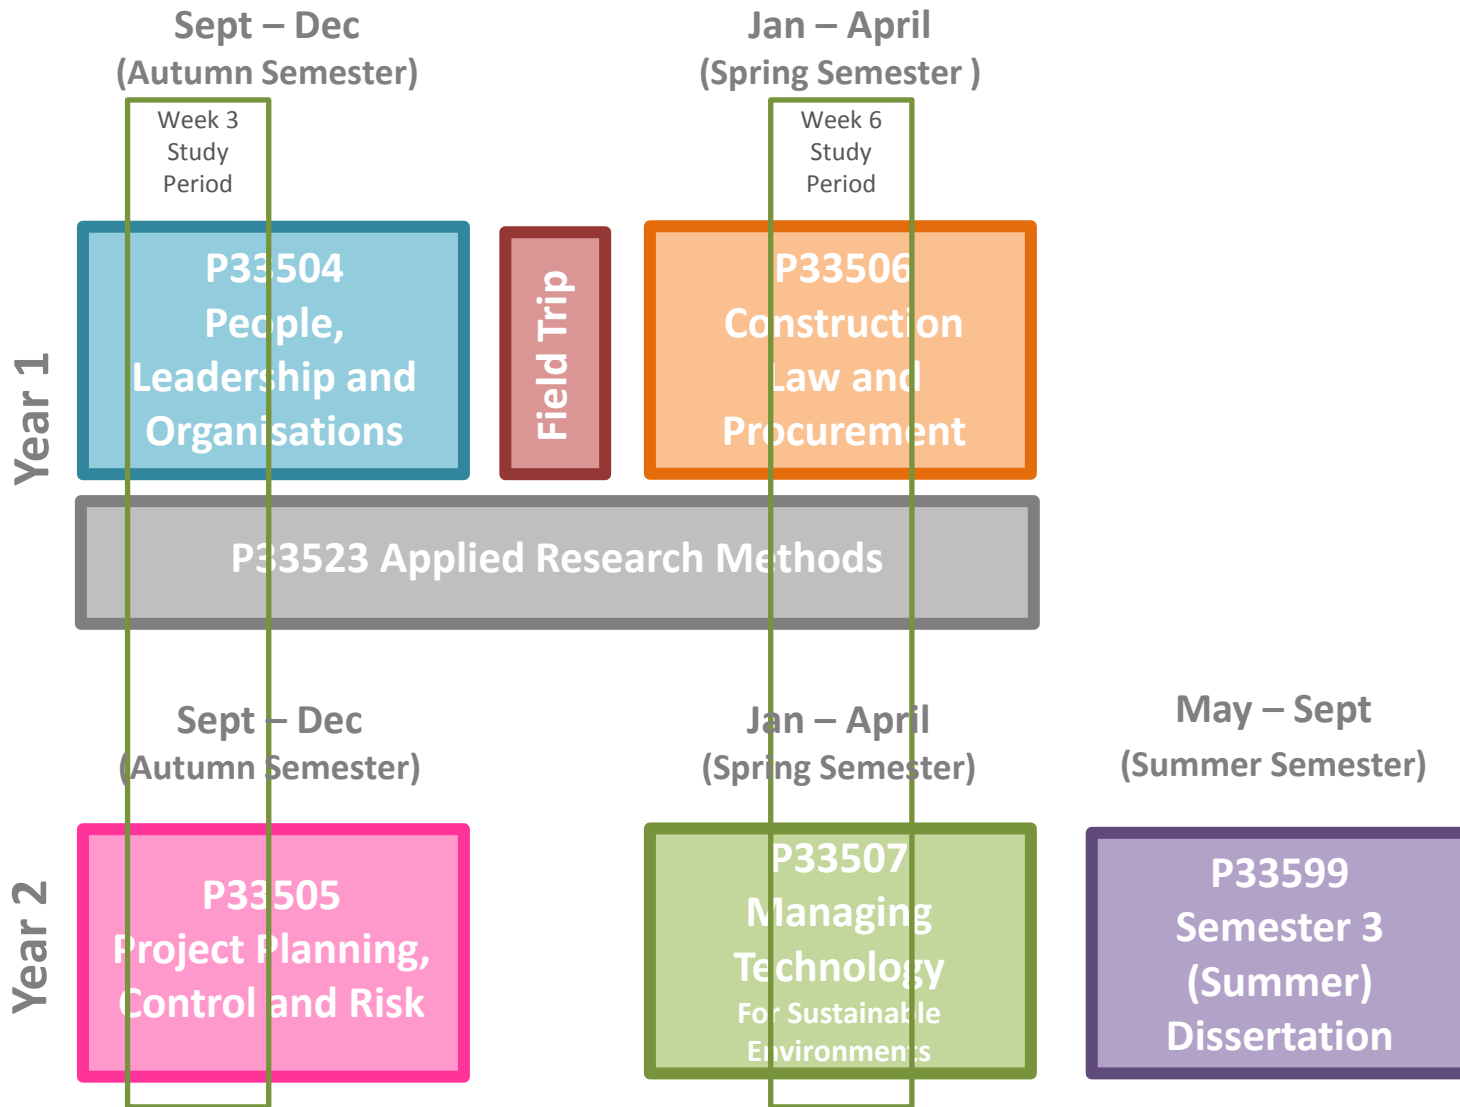 Sept – Dec
(Autumn Semester)
Jan – April
(Spring Semester )
Week 3
Study
Period
Week 6
Study
Period
Year 1
P33504
People,
Leadership and
Organisations
Field Trip
P33506
Construction
Law and
Procurement
P33523 Applied Research Methods
Sept – Dec
(Autumn Semester)
Jan – April
(Spring Semester)
May – Sept
(Summer Semester)
Year 2
P33505
Project Planning,
Control and Risk
P33507
Managing
Technology
For Sustainable
Environments
P33599
Semester 3
(Summer)
Dissertation